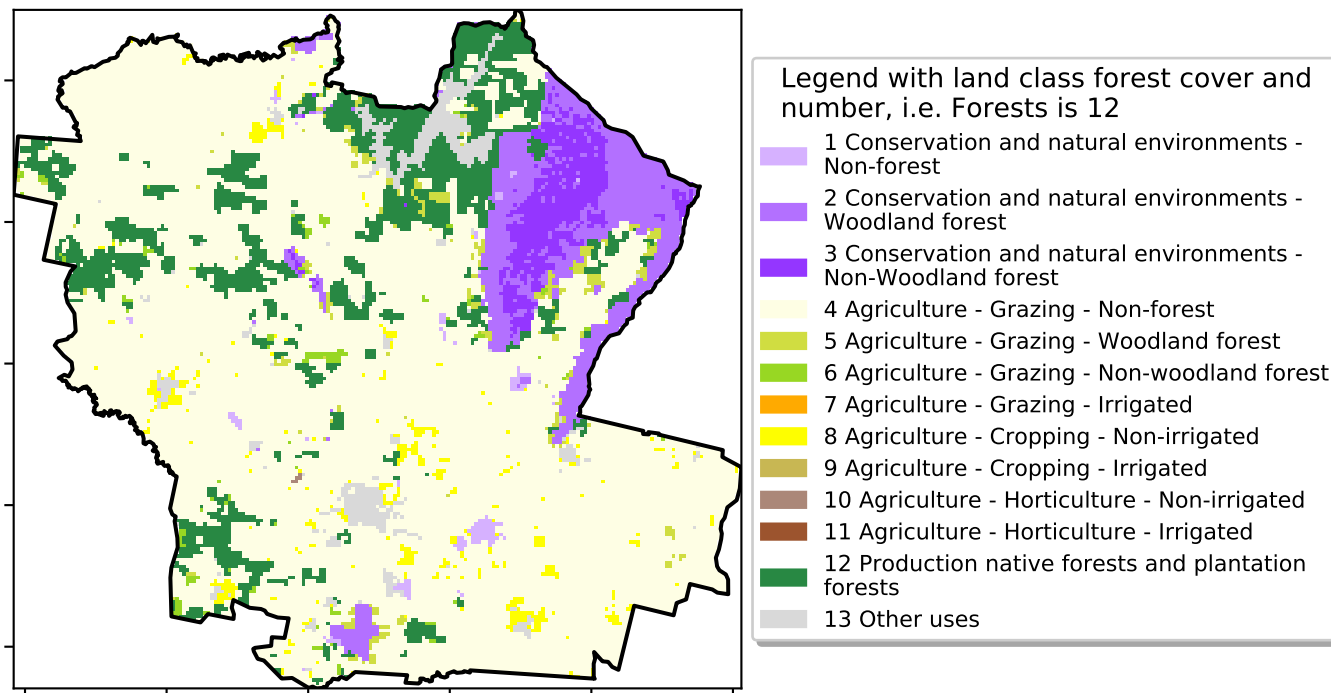 Legend with land class forest cover and
number, i.e. Forests is 12
1 Conservation and natural environments -
Non-forest
2 Conservation and natural environments -
Woodland forest
3 Conservation and natural environments -
Non-Woodland forest
4 Agriculture - Grazing - Non-forest
5 Agriculture - Grazing - Woodland forest
6 Agriculture - Grazing - Non-woodland forest
7 Agriculture - Grazing - Irrigated
8 Agriculture - Cropping - Non-irrigated
9 Agriculture - Cropping - Irrigated
10 Agriculture - Horticulture - Non-irrigated
11 Agriculture - Horticulture - Irrigated
12 Production native forests and plantation
forests
13 Other uses